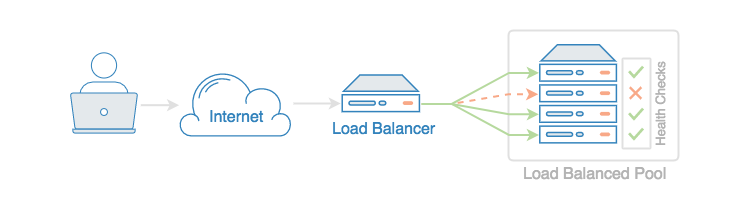 Internet
Load Balancer
Health Checks
Load Balanced Pool